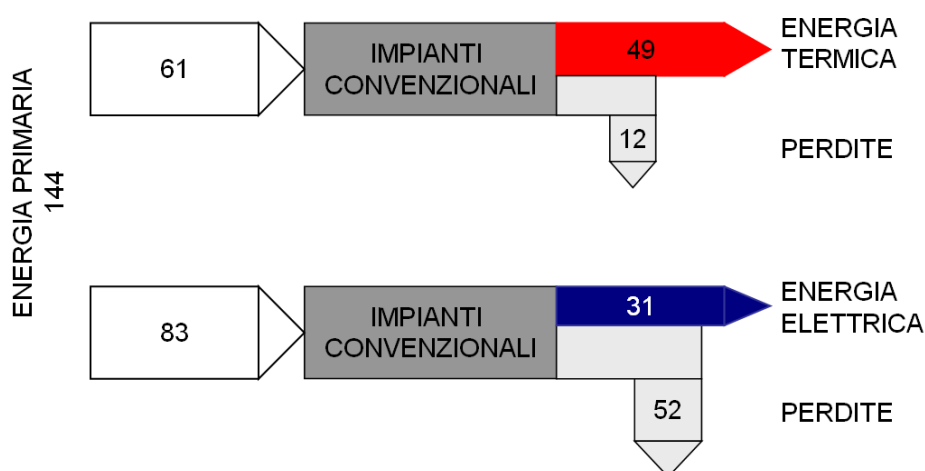 ENERGIA PRIMARIA
144
61
IMPIANTI
CONVENZIONALI
49
ENERGIA
TERMICA
12
PERDITE
83
IMPIANTI
CONVENZIONALI
31
ENERGIA
ELETTRICA
52
PERDITE